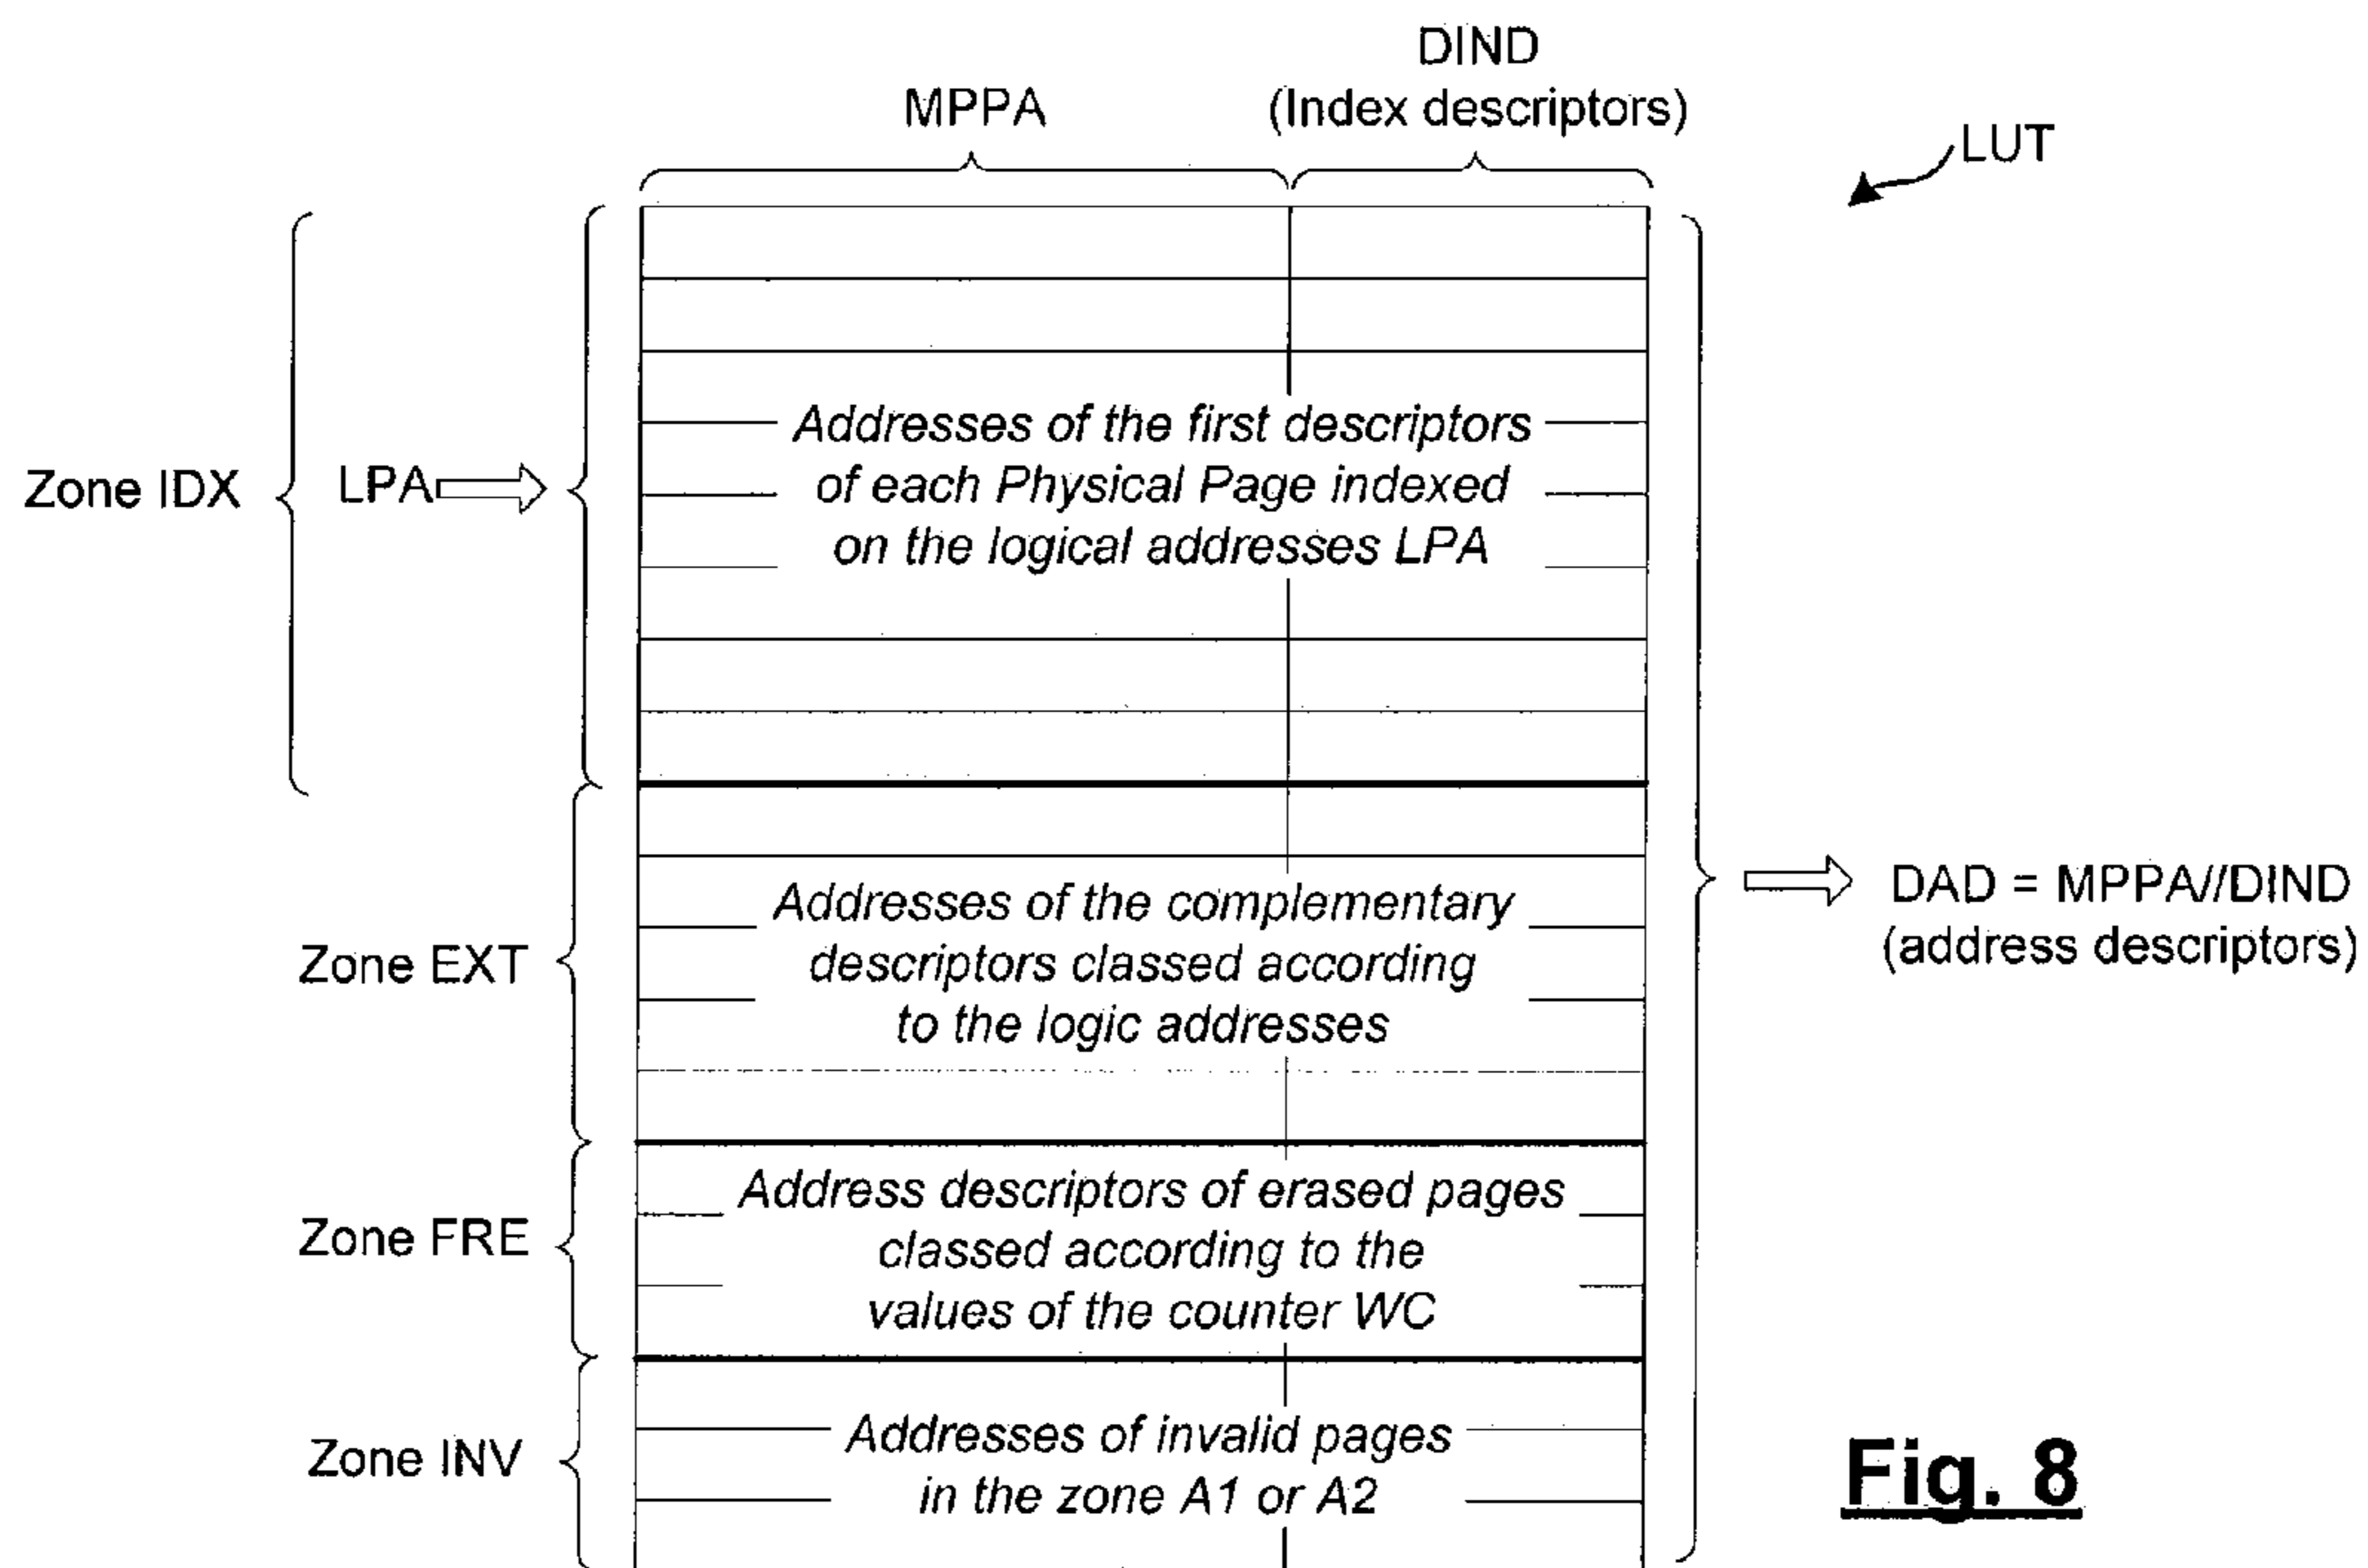 DIND
MPPA
(Index descriptors)
LUT
Addresses of the first descriptors
Zone IDX
LPA
of each Physical Page indexed
on the logical addresses LPA
DAD = MPPA//DIND
(address descriptors)
Addresses of the complementary
Zone EXT
descriptors classed according
to the logic addresses
Address descriptors of erased pages
Zone FRE
classed according to the
values of the counter WC
Addresses of invalid pages
Zone INV
in the zone A1 or A2
Fig. 8